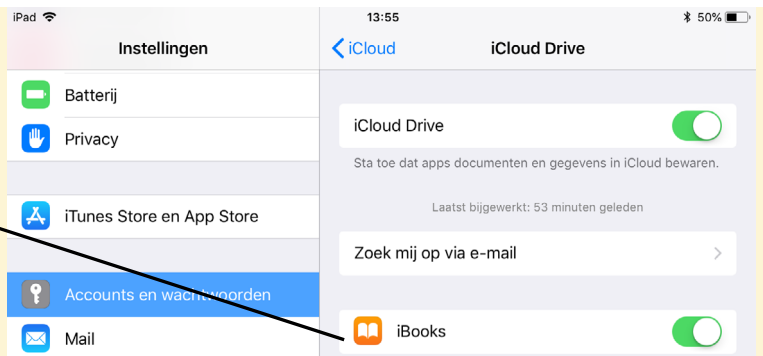 iPad 13:55 50%
Instellingen
iCloud iCloud Drive
Batterij
Privacy
iTunes Store en App Store
Accounts en wachtwoorden
Mail
iCloud Drive
Sta toe dat apps documenten en gegevens in iCloud bewaren.
Laatst bijgewerkt: 53 minuten geleden
Zoek mij op via e-mail
iBooks